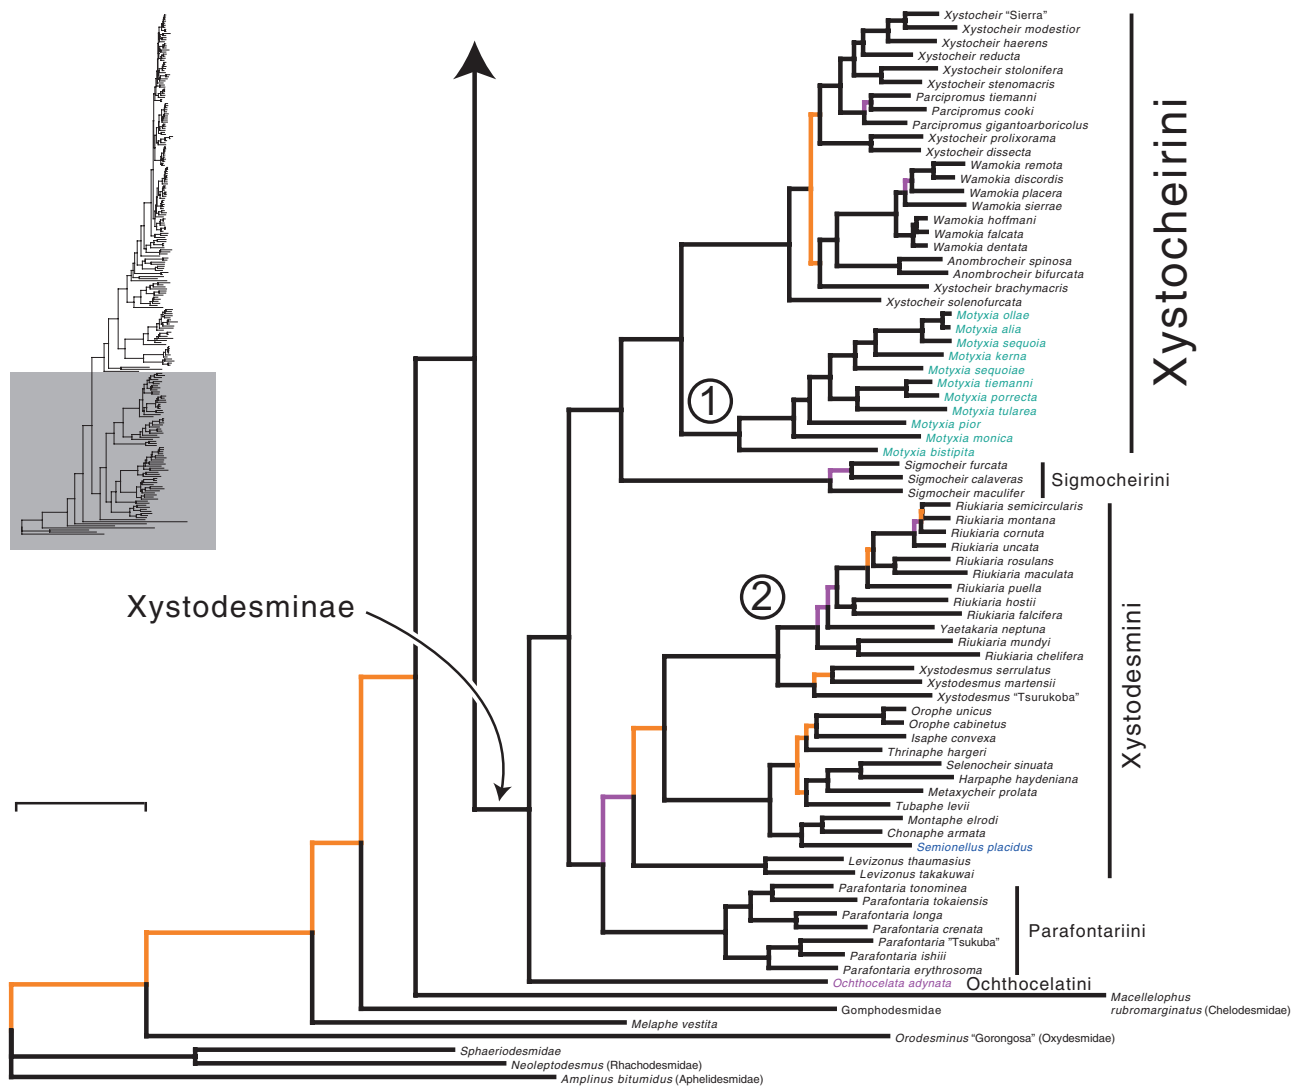 Xystocheir “Sierra”
Xystocheir modestior
Xystocheir haerens
Xystocheir reducta
Xystocheir stolonifera
Xystocheir stenomacris
Parcipromus tiemanni
Parcipromus cooki
Parcipromus gigantoarboricolus
Xystocheir prolixorama
Xystocheir dissecta
Wamokia remota
Wamokia discordis
Wamokia placera
Wamokia sierrae
Wamokia hoffmani
Wamokia falcata
Wamokia dentata
Anombrocheir spinosa
Anombrocheir bifurcata
Xystocheir brachymacris
Xystocheir solenofurcata
Motyxia ollae
Motyxia alia
Motyxia sequoia
Motyxia kerna
Motyxia sequoiae
Motyxia tiemanni
Motyxia porrecta
Motyxia tularea
Motyxia pior
Motyxia monica
Motyxia bistipita
Xystocheirini
1
Sigmocheir furcata
Sigmocheir calaveras
Sigmocheir maculifer
Sigmocheirini
Riukiaria semicircularis
Riukiaria montana
Riukiaria cornuta
Riukiaria uncata
Riukiaria rosulans
Riukiaria maculata
Riukiaria puella
Riukiaria hostii
Riukiaria falcifera
Yaetakaria neptuna
Riukiaria mundyi
Riukiaria chelifera
2
Xystodesminae
Xystodesmus serrulatus
Xystodesmus martensii
Xystodesmus “Tsurukoba”
Orophe unicus
Orophe cabinetus
Isaphe convexa
Thrinaphe hargeri
Selenocheir sinuata
Harpaphe haydeniana
Metaxycheir prolata
Tubaphe levii
Montaphe elrodi
Chonaphe armata
Semionellus placidus
Levizonus thaumasius
Levizonus takakuwai
Xystodesmini
Parafontaria tonominea
Parafontaria tokaiensis
Parafontaria longa
Parafontaria crenata
Parafontaria ”Tsukuba”
Parafontaria ishiii
Parafontaria erythrosoma
Parafontariini
Ochthocelata adynata Ochthocelatini
Macellelophus
rubromarginatus (Chelodesmidae)
Gomphodesmidae
Melaphe vestita
Orodesminus “Gorongosa” (Oxydesmidae)
Sphaeriodesmidae
Neoleptodesmus (Rhachodesmidae)
Amplinus bitumidus (Aphelidesmidae)